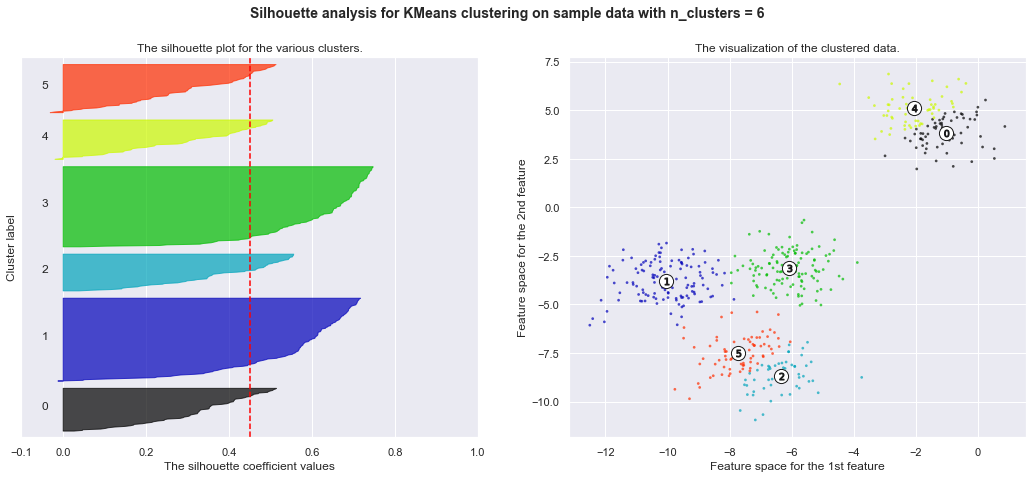 Silhouette analysis for KMeans clustering on sample data with n_clusters = 6
The silhouette plot for the various clusters.
Cluster label
5
4
3
2
1
0
−0.1 0.0 0.2 0.4 0.6 0.8 1.0
The silhouette coefficient values
The visualization of the clustered data.
Feature space for the 2nd feature
7.5
5.0
2.5
0.0
−2.5
−5.0
−7.5
−10.0
4
0
3
1
5
2
−12 −10 −8 −6 −4 −2 0
Feature space for the 1st feature